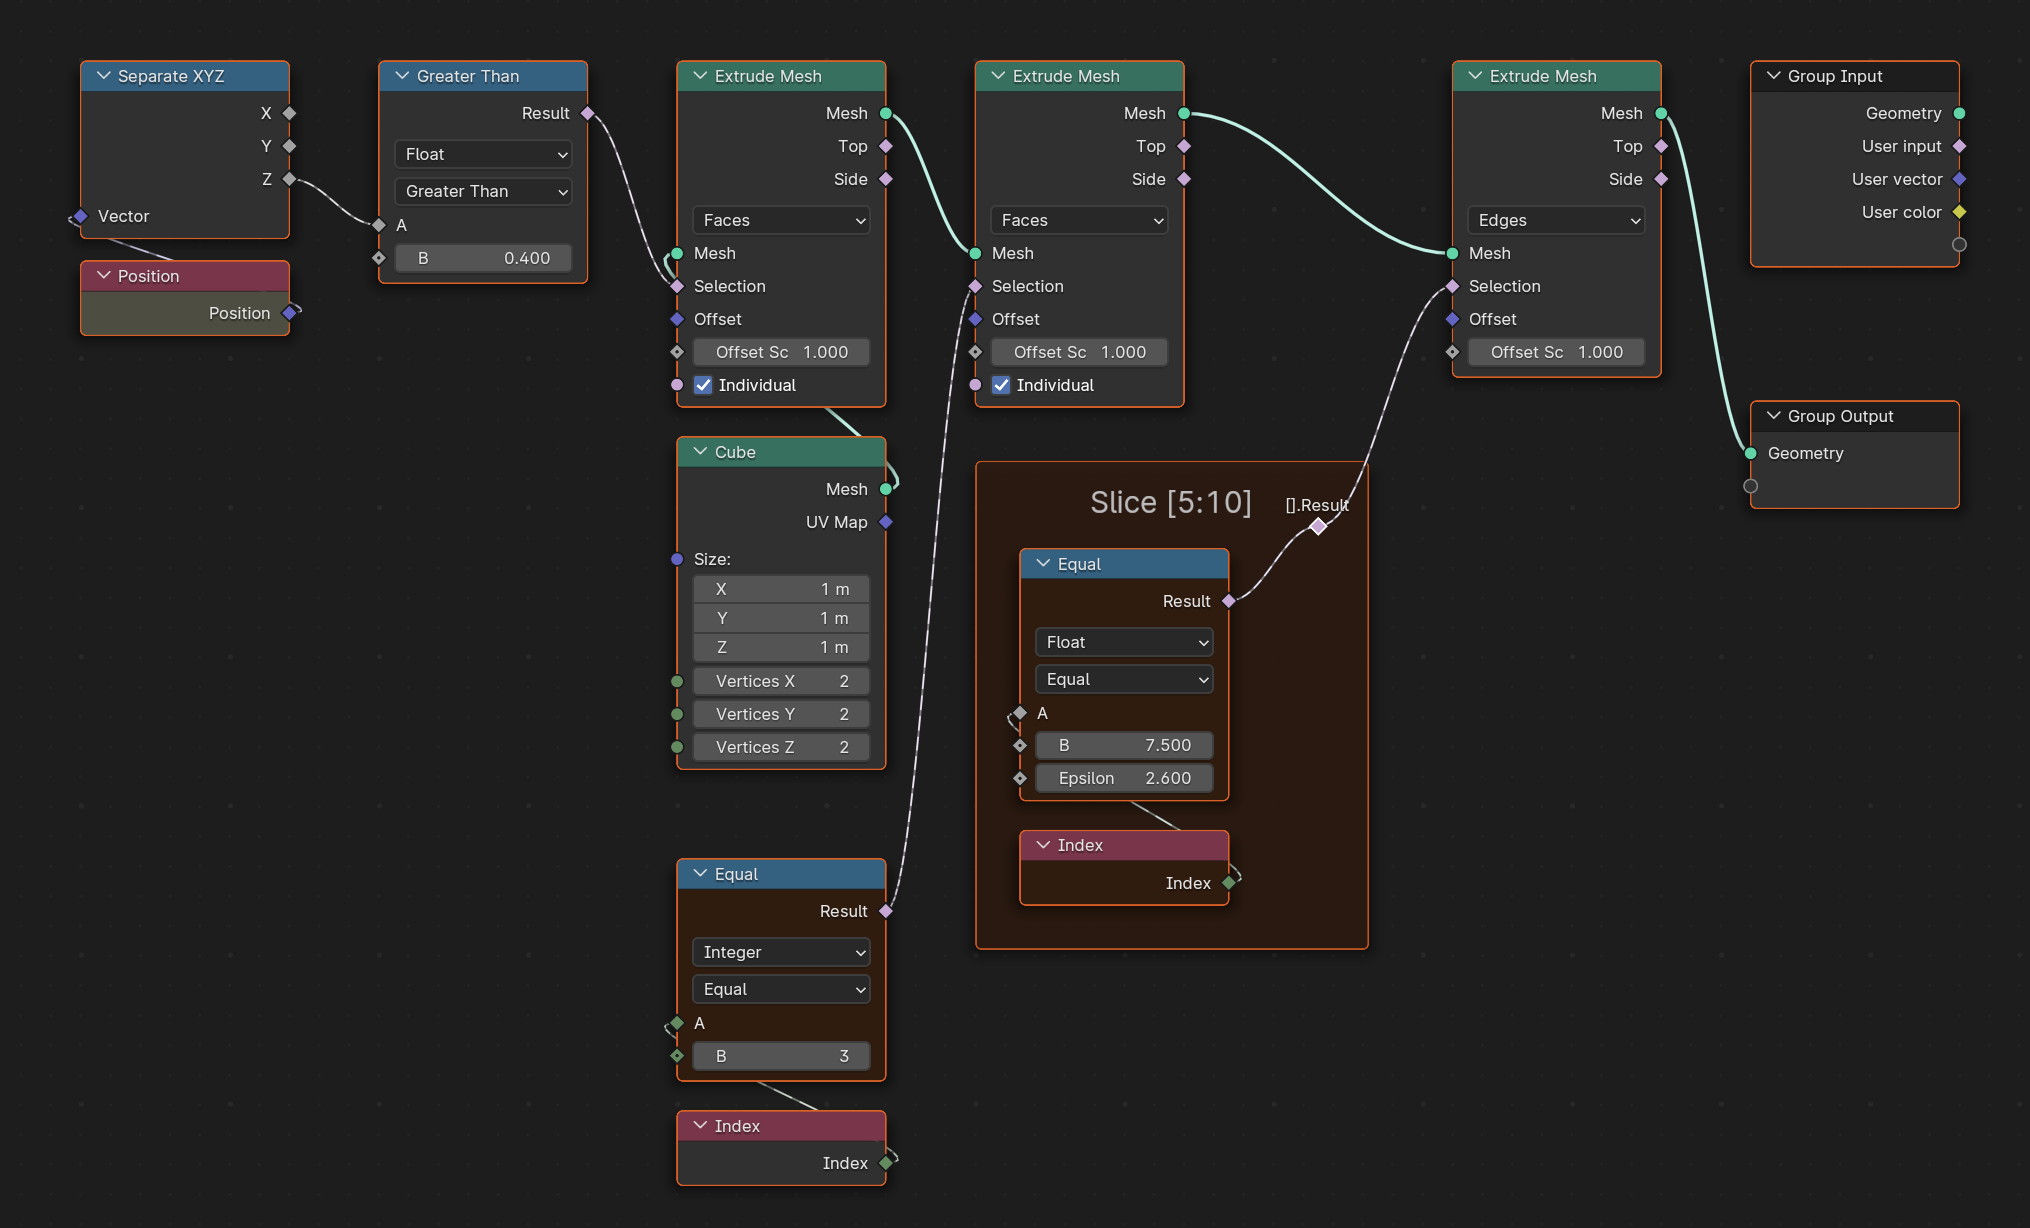 Separate XYZ
X
Y
Z
Vector
Position
Position
Greater Than
Result
Float
Greater Than
A
B 0.400
Extrude Mesh
Mesh
Top
Side
Faces
Mesh
Selection
Offset
Offset Sc 1.000
Individual
Cube
Mesh
UV Map
Size:
X 1 m
Y 1 m
Z 1 m
Vertices X 2
Vertices Y 2
Vertices Z 2
Equal
Result
Integer
Equal
A
B 3
Index
Index
Extrude Mesh
Mesh
Top
Side
Faces
Mesh
Selection
Offset
Offset Sc 1.000
Individual
Slice [5:10]
[].Result
Equal
Result
Float
Equal
A
B 7.500
Epsilon 2.600
Index
Index
Extrude Mesh
Mesh
Top
Side
Edges
Mesh
Selection
Offset
Offset Sc 1.000
Group Input
Geometry
User input
User vector
User color
Group Output
Geometry